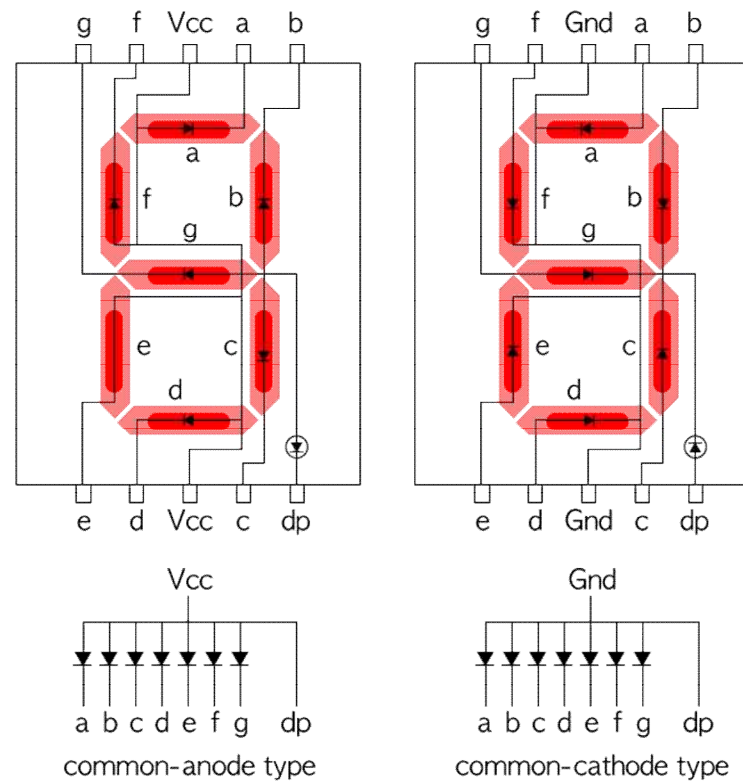 g f Vcc a b
g f Gnd a b
a
f b
g
e c
d
a
f b
g
e c
d
e d Vcc c dp
e d Gnd c dp
Vcc
a b c d e f g dp
common-anode type
Gnd
a b c d e f g dp
common-cathode type